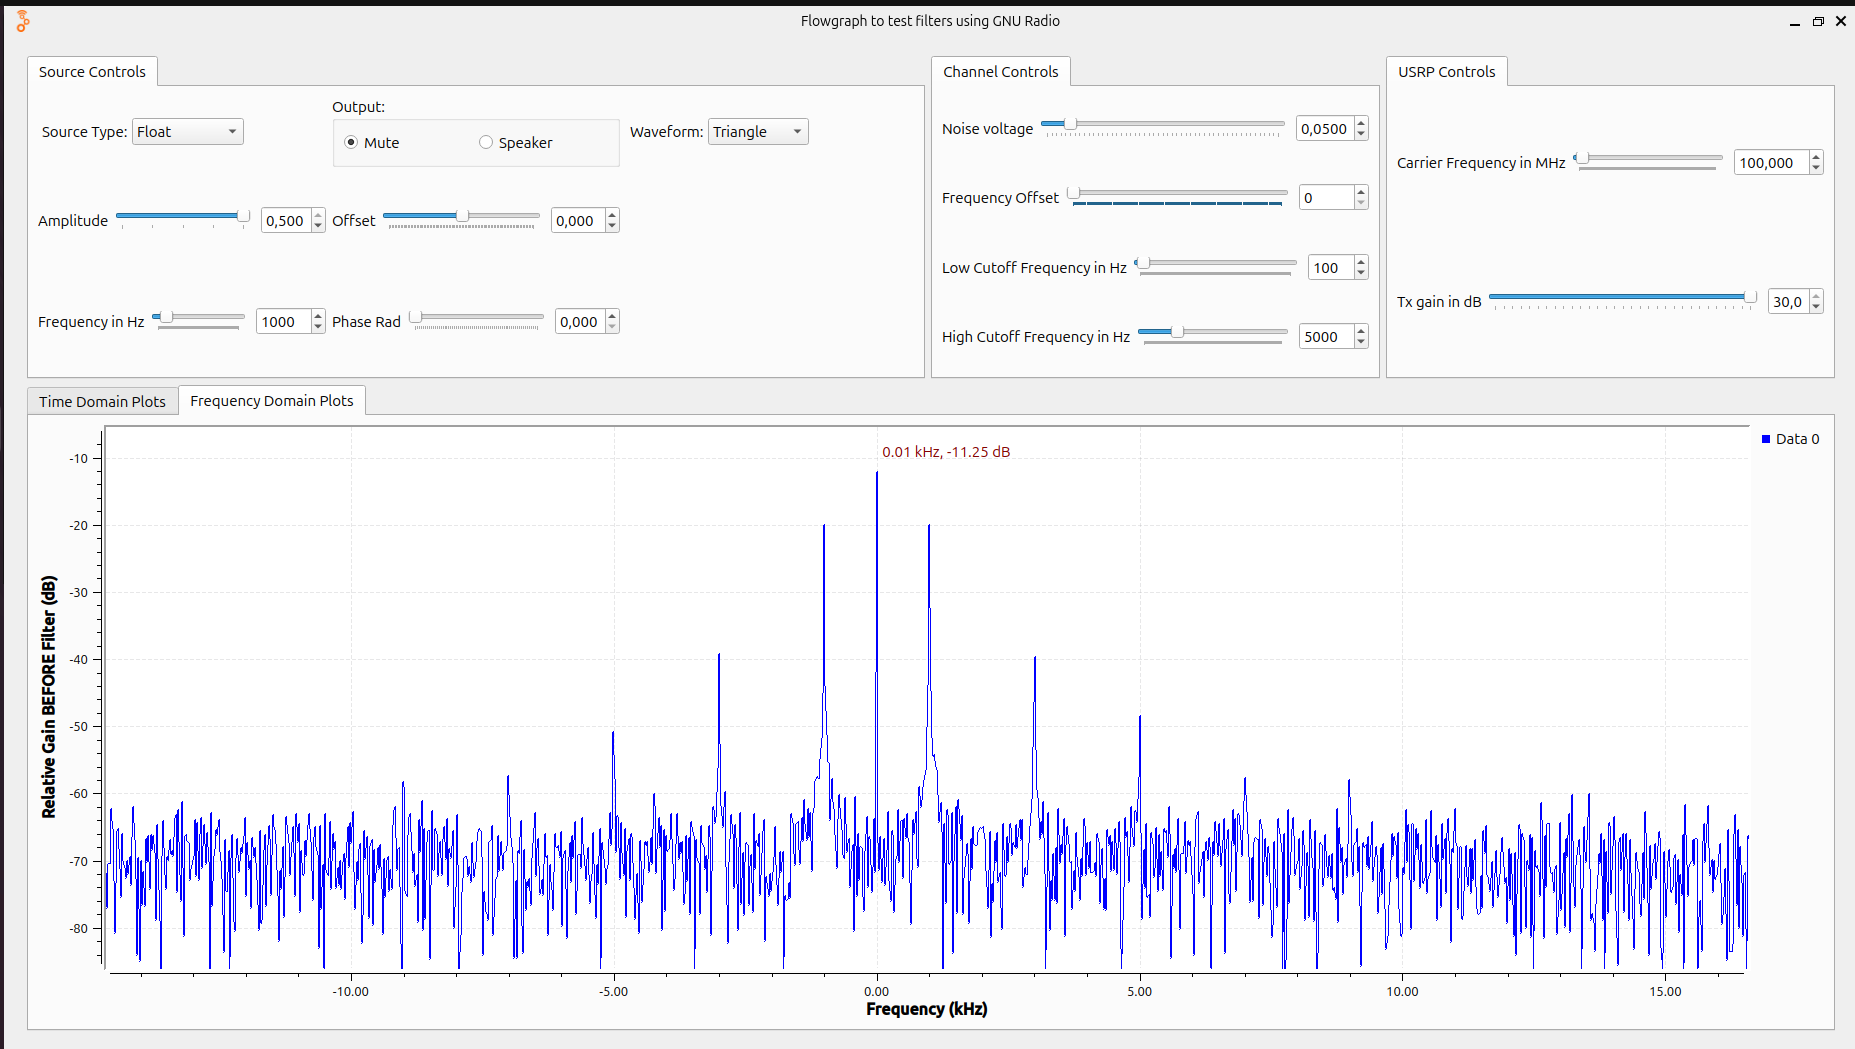 Flowgraph to test filters using GNU Radio
Source Controls
Source Type: Float
Output:
Mute
Speaker
Waveform: Triangle
Amplitude 0,500
Offset 0,000
Frequency in Hz 1000
Phase Rad 0,000
Channel Controls
Noise voltage 0,0500
Frequency Offset 0
Low Cutoff Frequency in Hz 100
High Cutoff Frequency in Hz 5000
USRP Controls
Carrier Frequency in MHz 100,000
Tx gain in dB 30,0
Time Domain Plots
Frequency Domain Plots
0.01 kHz, -11.25 dB
Data 0
Relative Gain BEFORE Filter (dB)
-10
-20
-30
-40
-50
-60
-70
-80
-10.00
-5.00
0.00
5.00
10.00
15.00
Frequency (kHz)